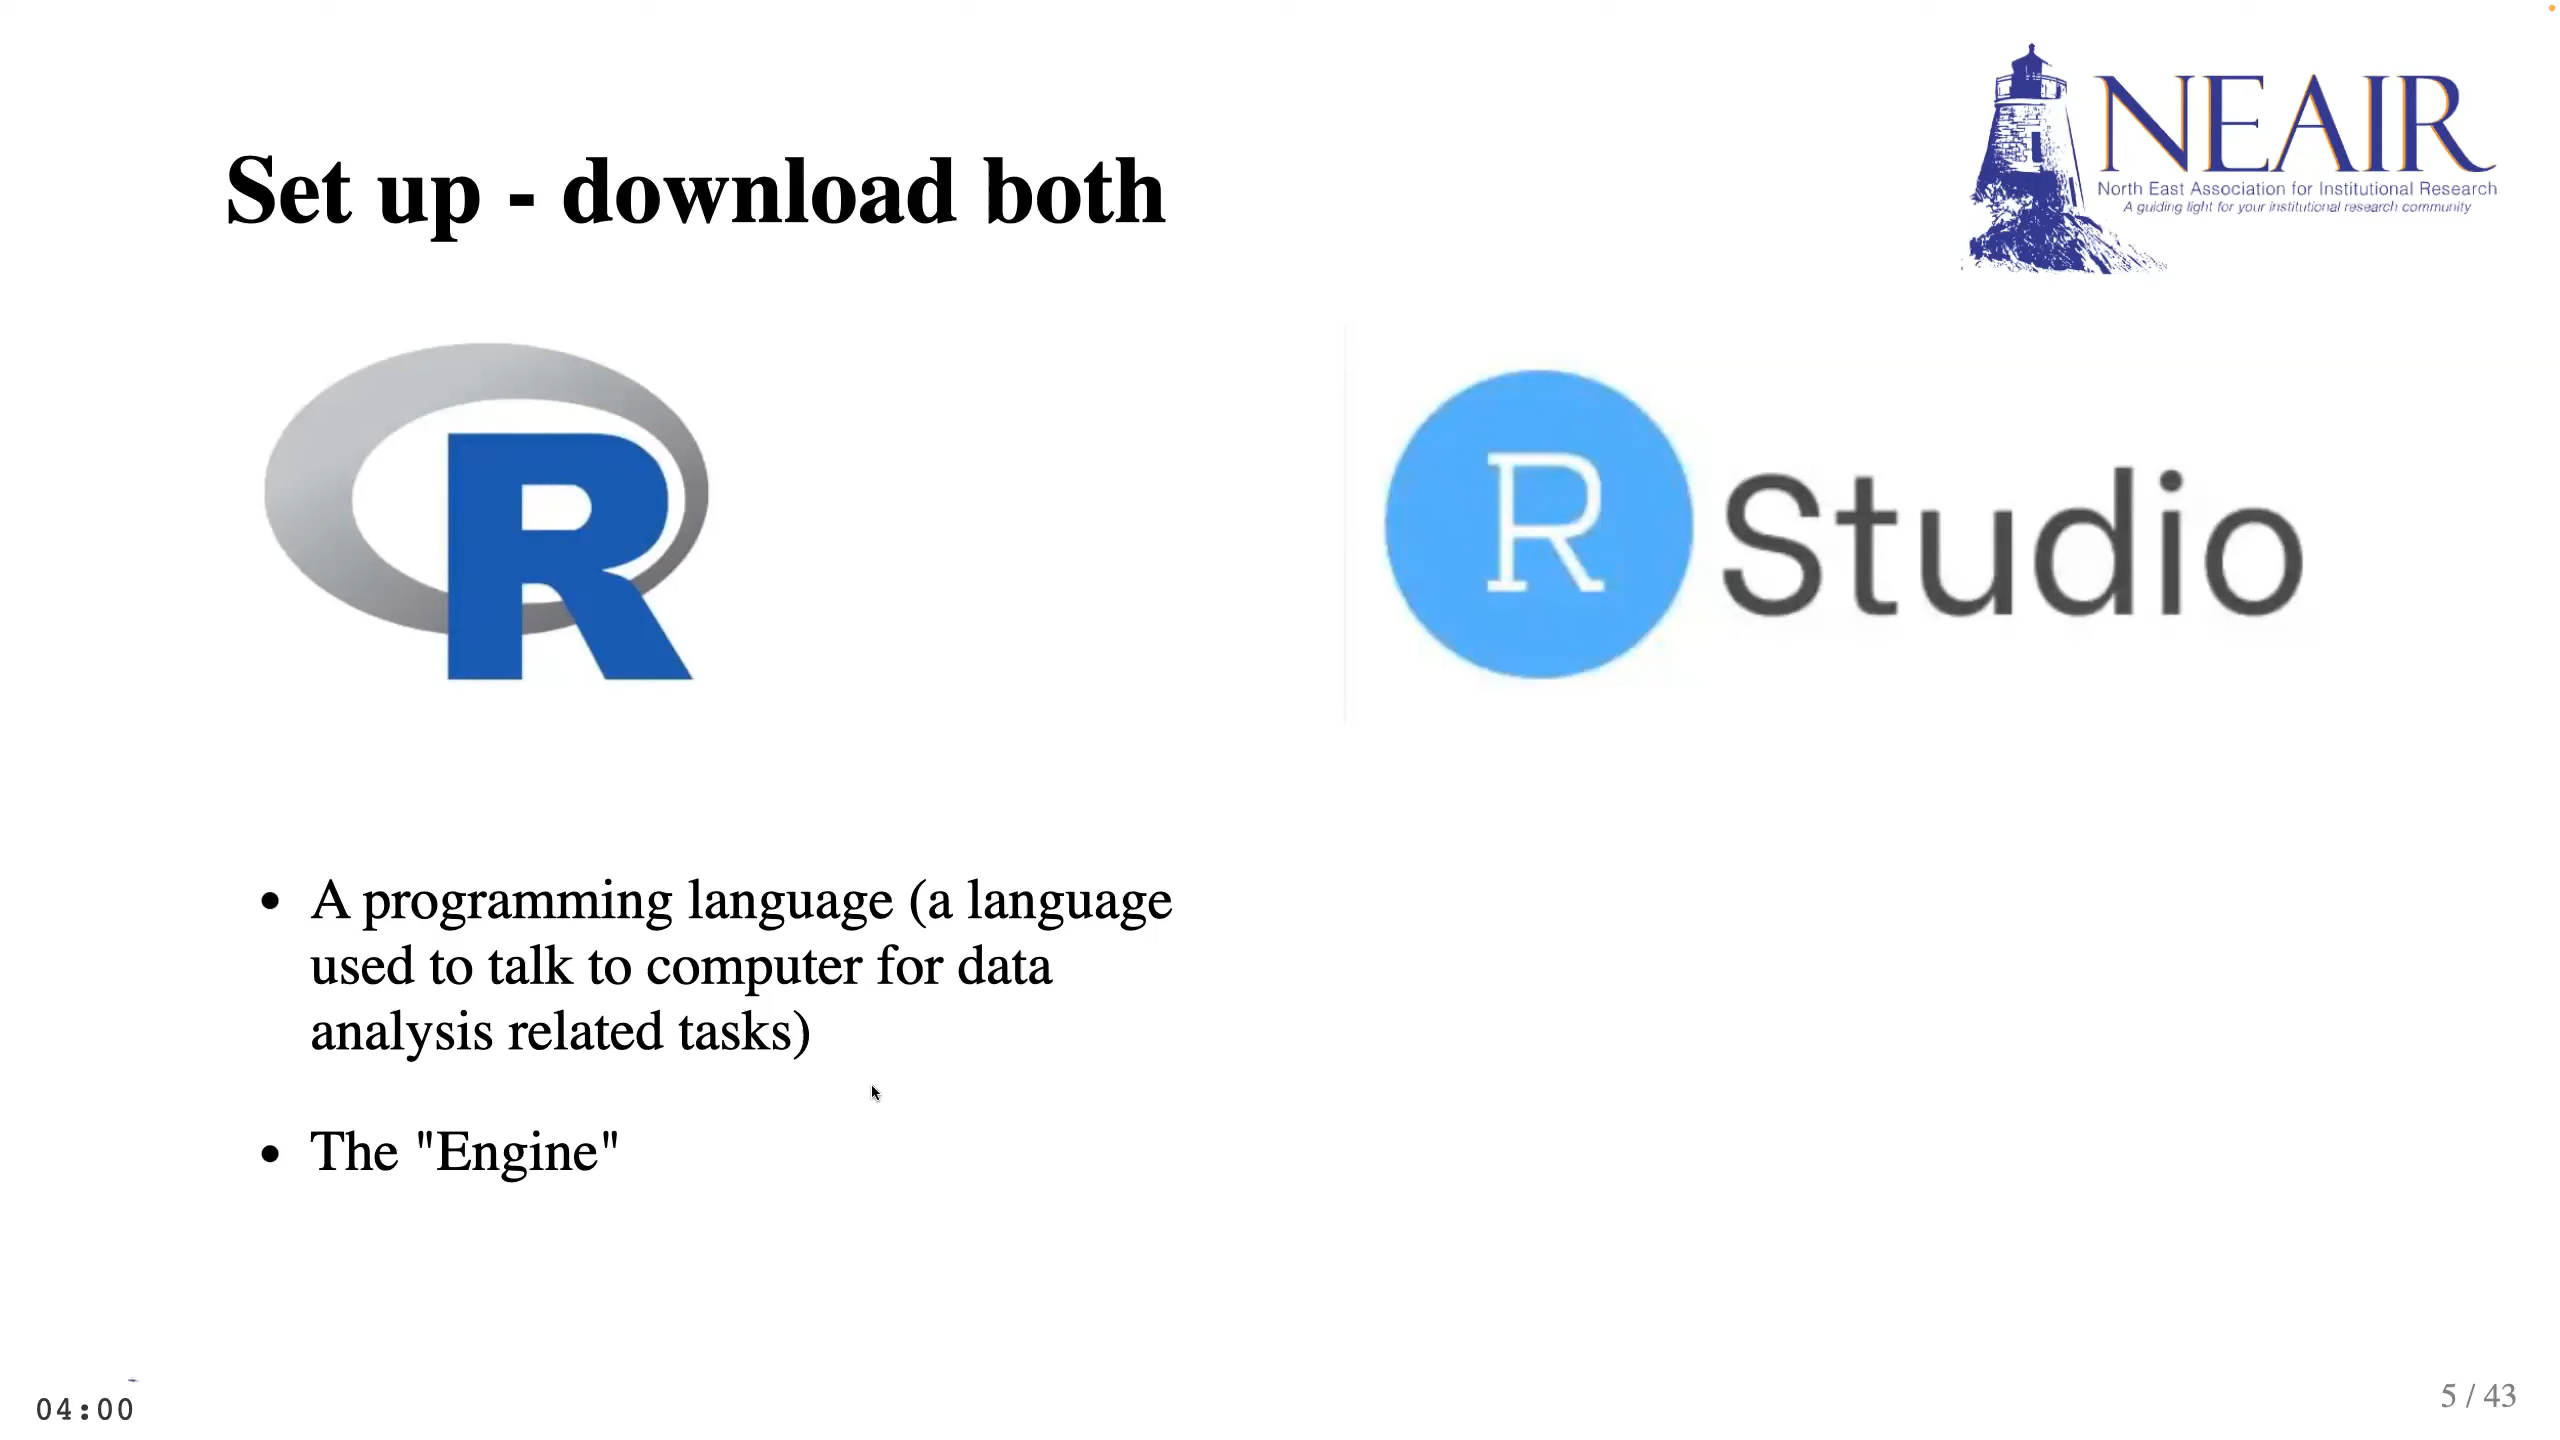 NEAIR
North East Association for Institutional Research
A guiding light for your institutional research community
Set up - download both
R
R Studio
• A programming language (a language
used to talk to computer for data
analysis related tasks)
• The "Engine"
04:00
5 / 43